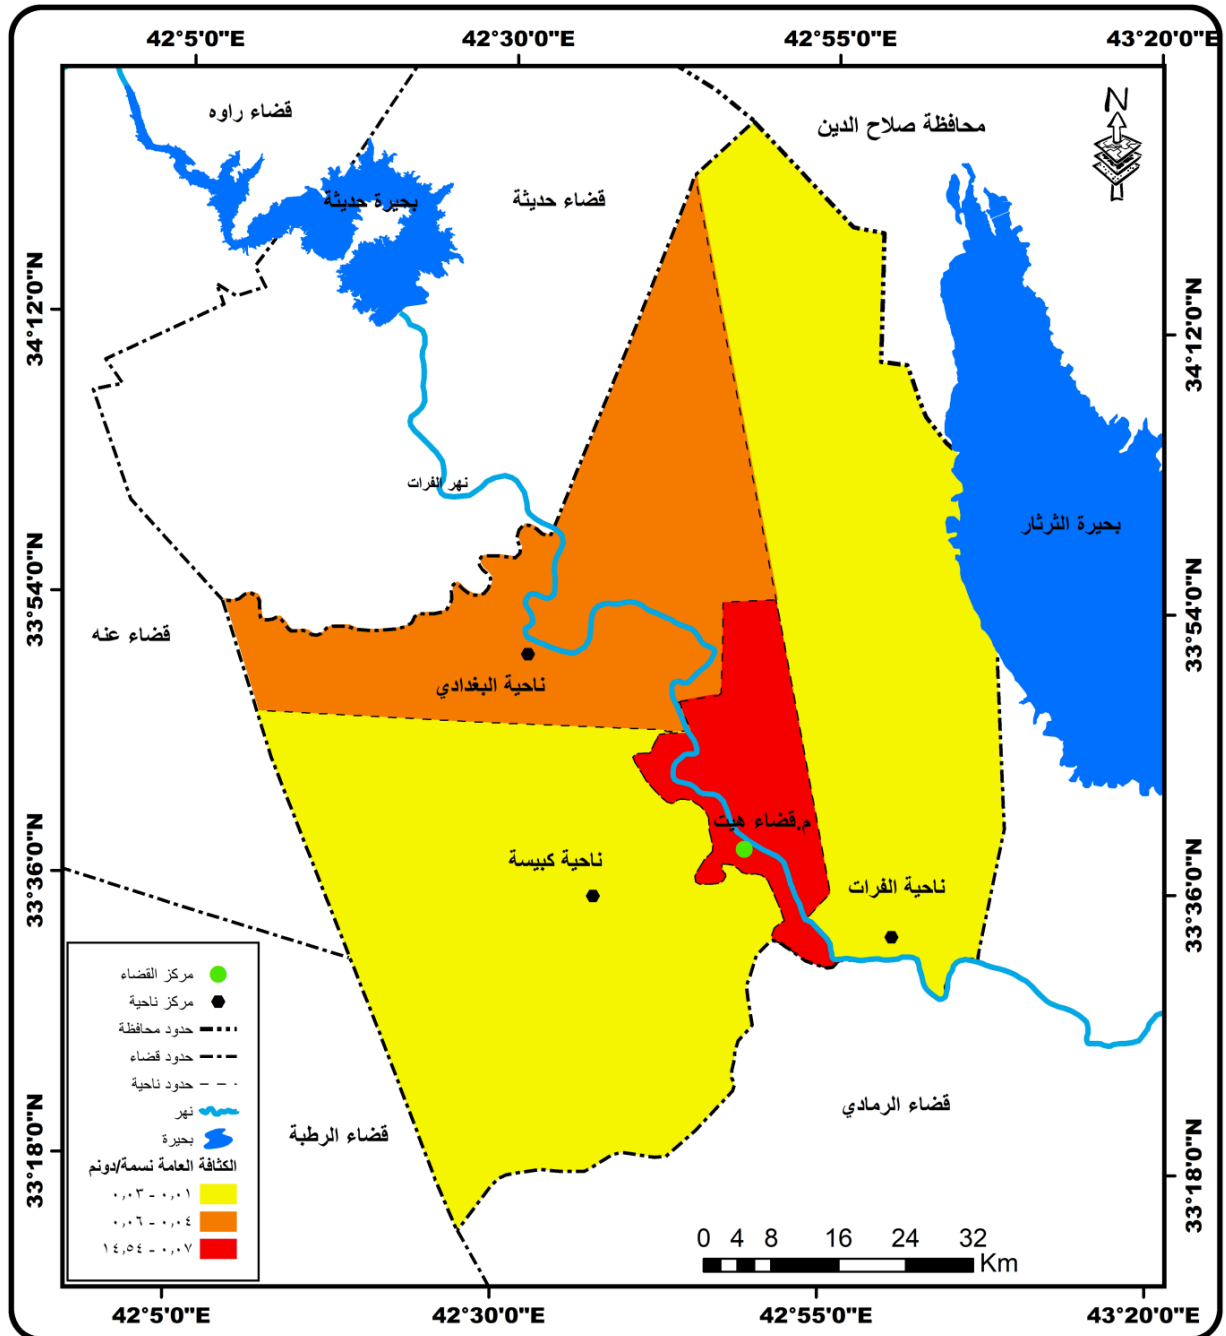 42°5'0"E
42°30'0"E
42°55'0"E
43°20'0"E
N
قضاء راوه
محافظة صلاح الدين
بحيرة حديثة
قضاء حديثة
34°12'0"N
34°12'0"N
نهر الفرات
بحيرة الثرثار
33°54'0"N
33°54'0"N
قضاء عنه
ناحية البغدادي
م.قضاء هيت
ناحية كبيسة
ناحية الفرات
33°36'0"N
33°36'0"N
مركز القضاء
مركز ناحية
حدود محافظة
حدود قضاء
حدود ناحية
نهر
بحيرة
الكثافة العامة نسمة/دونم
٠,٠١ - ٠,٠٣
٠,٠٤ - ٠,٠٦
٠,٠٧ - ١٤,٥٤
قضاء الرمادي
قضاء الرطبة
33°18'0"N
33°18'0"N
0 4 8 16 24 32
Km
42°5'0"E
42°30'0"E
42°55'0"E
43°20'0"E